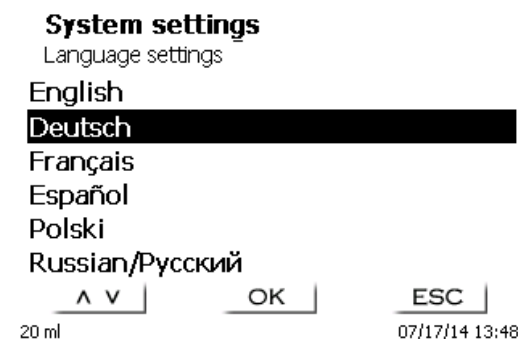 System settings
Language settings
English
Deutsch
Français
Español
Polski
Russian/Русский
∧ ∨ OK ESC
20 ml 07/17/14 13:48